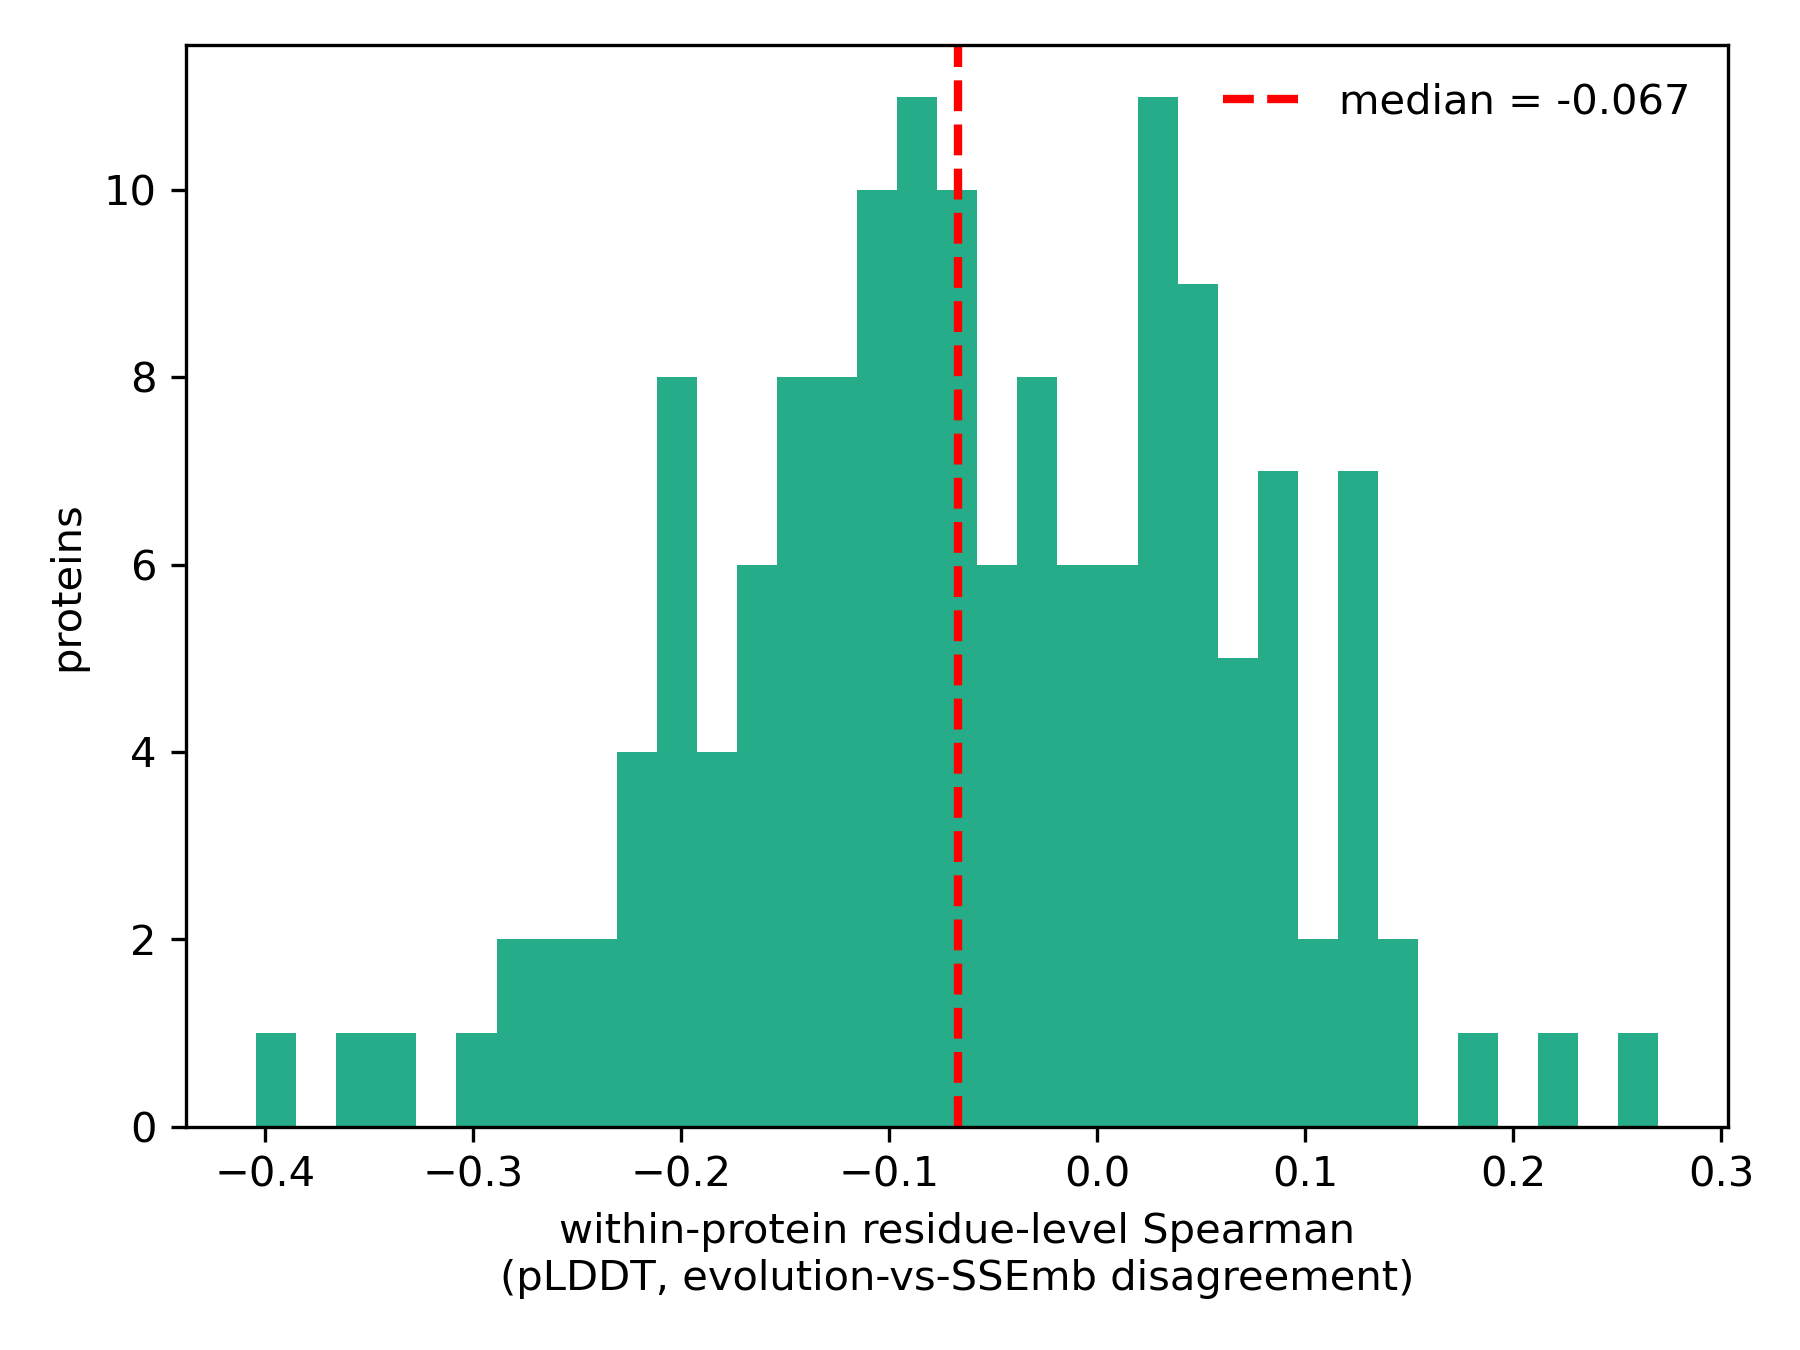 median = -0.067
10
8
6
4
2
0
proteins
−0.4 −0.3 −0.2 −0.1 0.0 0.1 0.2 0.3
within-protein residue-level Spearman
(pLDDT, evolution-vs-SSEmb disagreement)